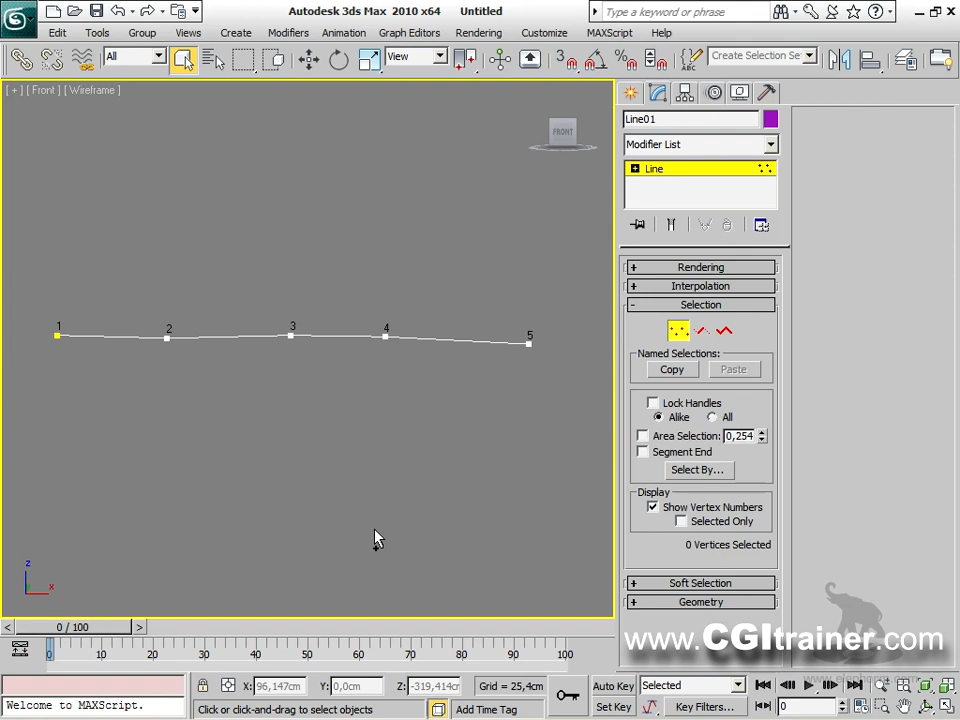 Autodesk 3ds Max 2010 x64 Untitled
Type a keyword or phrase
Edit Tools Group Views Create Modifiers Animation Graph Editors Rendering Customize MAXScript Help
All View 3 Create Selection Se
[ + ] [ Front ] [ Wireframe ]
FRONT
Line01
Modifier List
Line
Rendering
Interpolation
Selection
Named Selections:
Copy Paste
Lock Handles
Alike All
Area Selection: 0,254
Segment End
Select By...
Display
Show Vertex Numbers
Selected Only
0 Vertices Selected
Soft Selection
Geometry
1 2 3 4 5
z
x
0 / 100
0 10 20 30 40 50 60 70 80 90 100
www.CGItrainer.com
X: 96,147cm Y: 0,0cm Z: -319,414cm Grid = 25,4cm
Auto Key Selected
Welcome to MAXScript.
Click or click-and-drag to select objects
Add Time Tag
Set Key Key Filters... 0